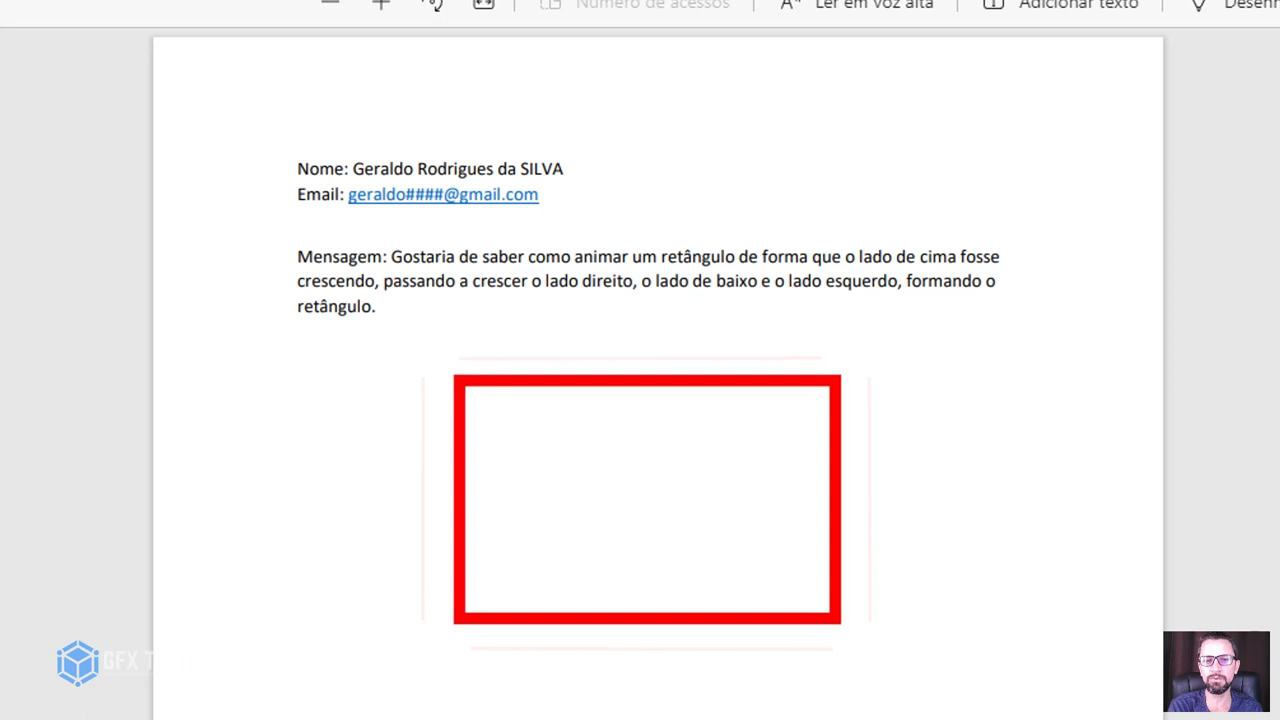 Número de acessos
Ler em voz alta
Adicionar texto
Nome: Geraldo Rodrigues da SILVA
Email: geraldo####@gmail.com
Mensagem: Gostaria de saber como animar um retângulo de forma que o lado de cima fosse
crescendo, passando a crescer o lado direito, o lado de baixo e o lado esquerdo, formando o
retângulo.
GFX